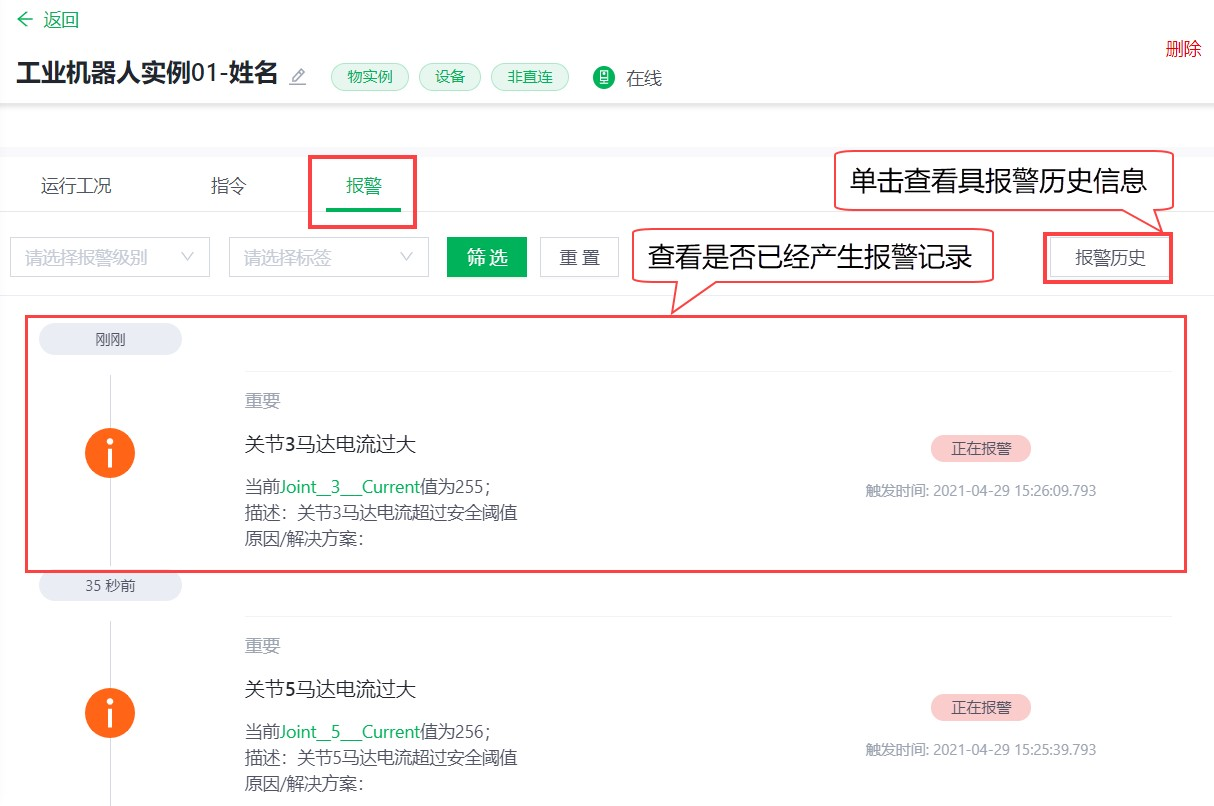 返回
删除
工业机器人实例01-姓名
物实例 设备 非直连 在线
运行工况 指令 报警
单击查看具报警历史信息
请选择报警级别 请选择标签 筛选 重置
查看是否已经产生报警记录
报警历史
刚刚
重要
关节3马达电流过大
正在报警
当前Joint__3___Current值为255；
触发时间: 2021-04-29 15:26:09.793
描述：关节3马达电流超过安全阈值
原因/解决方案：
35 秒前
重要
关节5马达电流过大
正在报警
当前Joint__5___Current值为256；
触发时间: 2021-04-29 15:25:39.793
描述：关节5马达电流超过安全阈值
原因/解决方案：